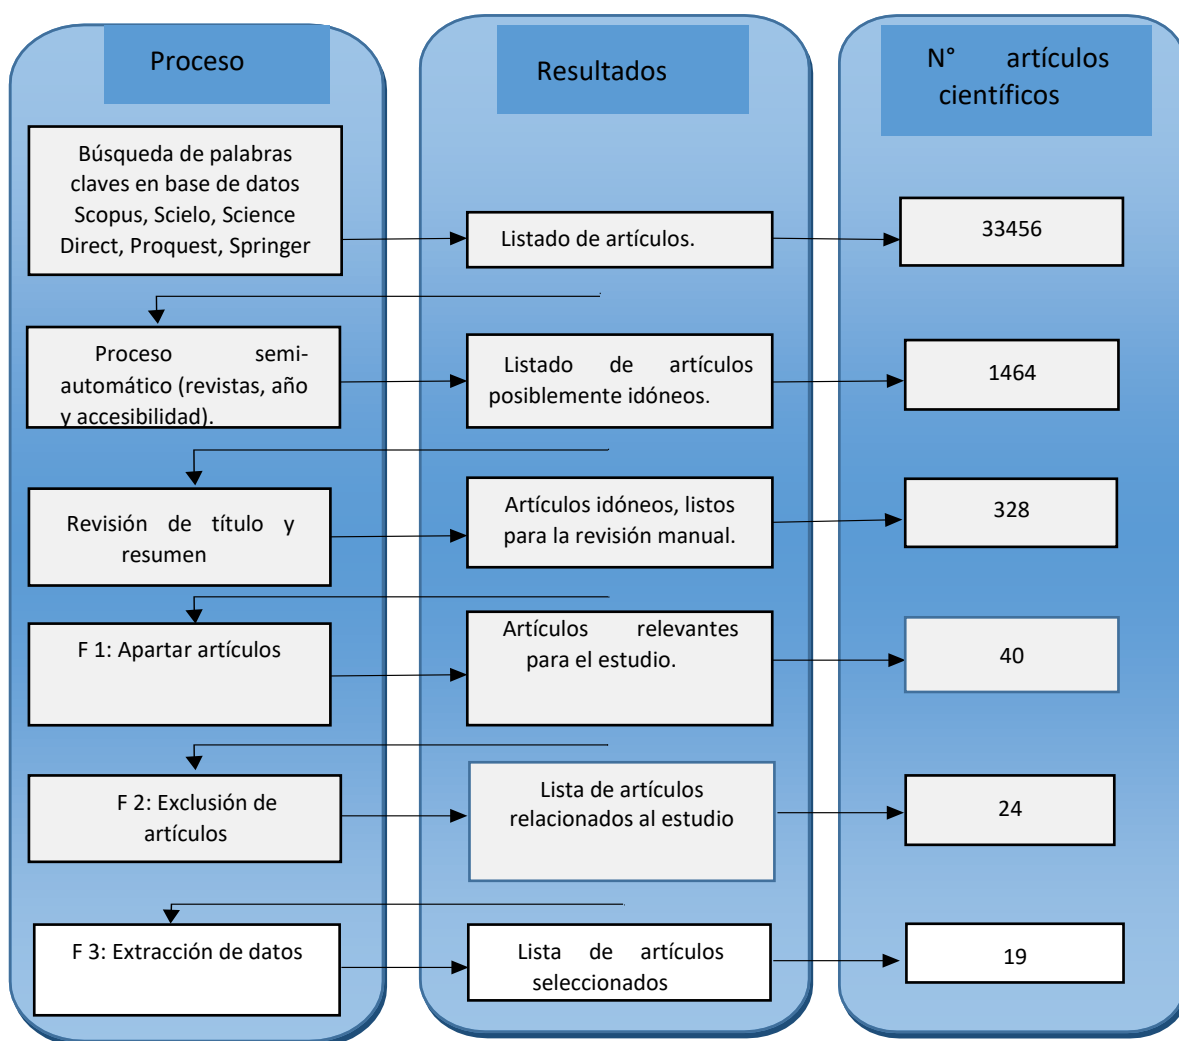 Proceso
Resultados
N° artículos
científicos
Búsqueda de palabras
claves en base de datos
Scopus, Scielo, Science
Direct, Proquest, Springer
Listado de artículos.
33456
Proceso semi-
automático (revistas, año
y accesibilidad).
Listado de artículos
posiblemente idóneos.
1464
Revisión de título y
resumen
Artículos idóneos, listos
para la revisión manual.
328
F 1: Apartar artículos
Artículos relevantes
para el estudio.
40
F 2: Exclusión de
artículos
Lista de artículos
relacionados al estudio
24
F 3: Extracción de datos
Lista de artículos
seleccionados
19